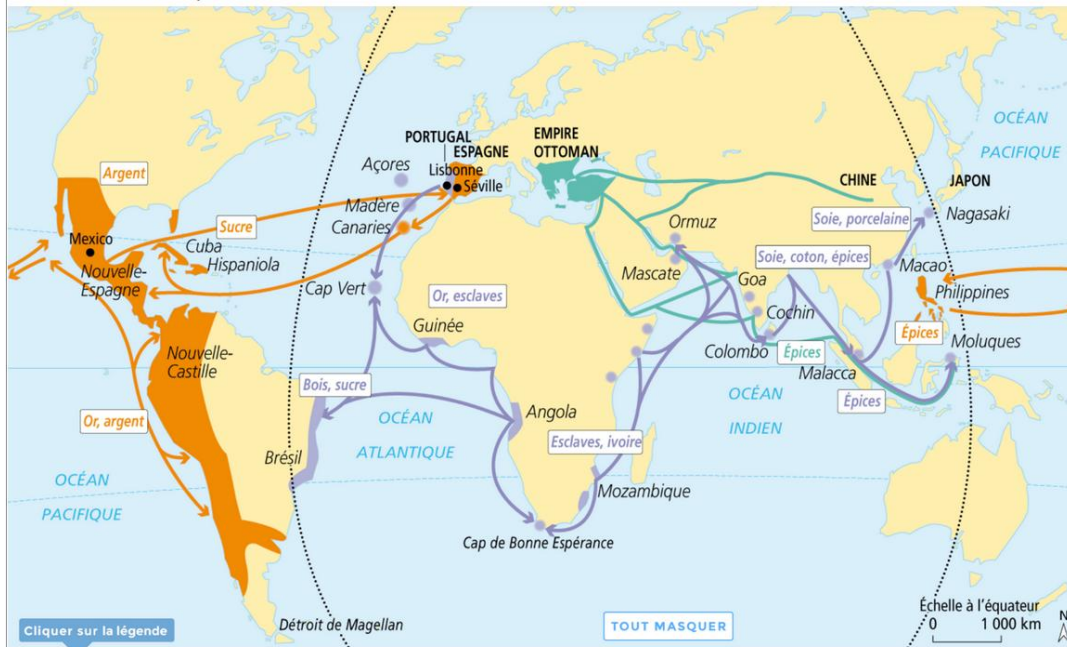 PORTUGAL
ESPAGNE
Lisbonne
Séville
EMPIRE
OTTOMAN
CHINE
JAPON
OCÉAN
PACIFIQUE
Argent
Açores
Madère
Canaries
Sucre
Ormuz
Soie, porcelaine
Nagasaki
Mexico
Cuba
Hispaniola
Nouvelle-
Espagne
Cap Vert
Or, esclaves
Mascate
Soie, coton, épices
Goa
Macao
Philippines
Guinée
Cochin
Nouvelle-
Castille
Colombo
Épices
Épices
Malacca
Moluques
Bois, sucre
Épices
Or, argent
OCÉAN
ATLANTIQUE
Angola
OCÉAN
INDIEN
Esclaves, ivoire
Brésil
OCÉAN
PACIFIQUE
Mozambique
Cap de Bonne Espérance
Détroit de Magellan
Échelle à l'équateur
0 1 000 km
N
Cliquer sur la légende
TOUT MASQUER